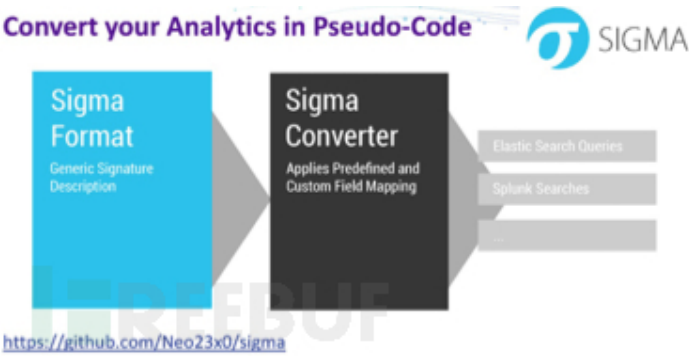 Convert your Analytics in Pseudo-Code
SIGMA
Sigma
Format
Generic Signature
Description
Sigma
Converter
Applies Predefined and
Custom Field Mapping
Elastic Search Queries
Splunk Searches
...
REEBUF
https://github.com/Neo23x0/sigma